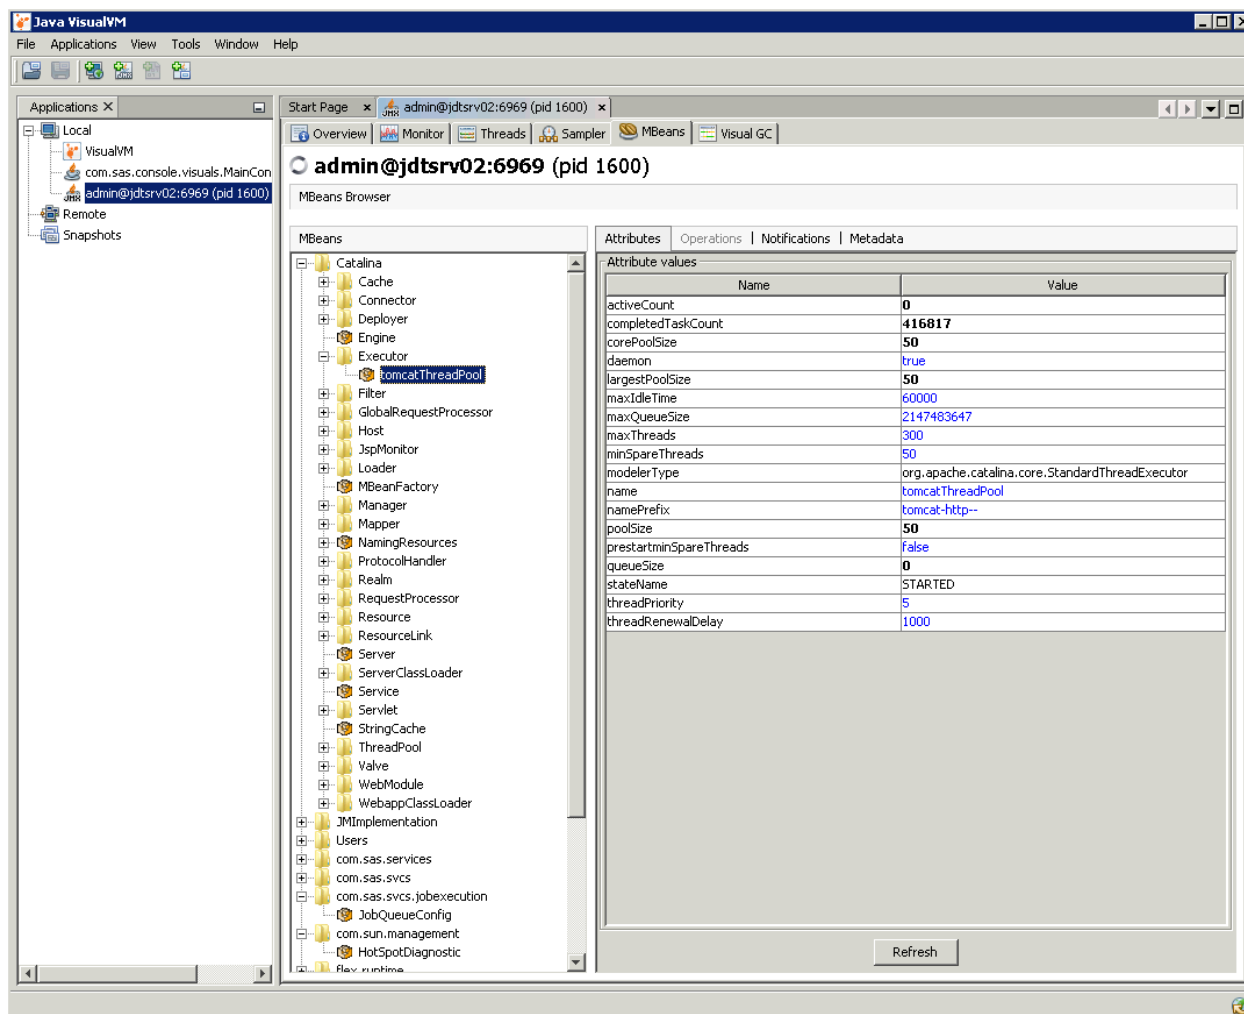 Java VisualVM
File Applications View Tools Window Help
Applications
Local
VisualVM
com.sas.console.visuals.MainCon
admin@jdtsrv02:6969 (pid 1600)
Remote
Snapshots
Start Page admin@jdtsrv02:6969 (pid 1600)
Overview Monitor Threads Sampler MBeans Visual GC
admin@jdtsrv02:6969 (pid 1600)
MBeans Browser
MBeans
Catalina
Cache
Connector
Deployer
Engine
Executor
tomcatThreadPool
Filter
GlobalRequestProcessor
Host
JspMonitor
Loader
MBeanFactory
Manager
Mapper
NamingResources
ProtocolHandler
Realm
RequestProcessor
Resource
ResourceLink
Server
ServerClassLoader
Service
Servlet
StringCache
ThreadPool
Valve
WebModule
WebappClassLoader
JMImplementation
Users
com.sas.services
com.sas.svcs
com.sas.svcs.jobexecution
JobQueueConfig
com.sun.management
HotSpotDiagnostic
flex.runtime
Attributes Operations Notifications Metadata
Attribute values
Name Value
activeCount 0
completedTaskCount 416817
corePoolSize 50
daemon true
largestPoolSize 50
maxIdleTime 60000
maxQueueSize 2147483647
maxThreads 300
minSpareThreads 50
modelerType org.apache.catalina.core.StandardThreadExecutor
name tomcatThreadPool
namePrefix tomcat-http--
poolSize 50
prestartminSpareThreads false
queueSize 0
stateName STARTED
threadPriority 5
threadRenewalDelay 1000
Refresh